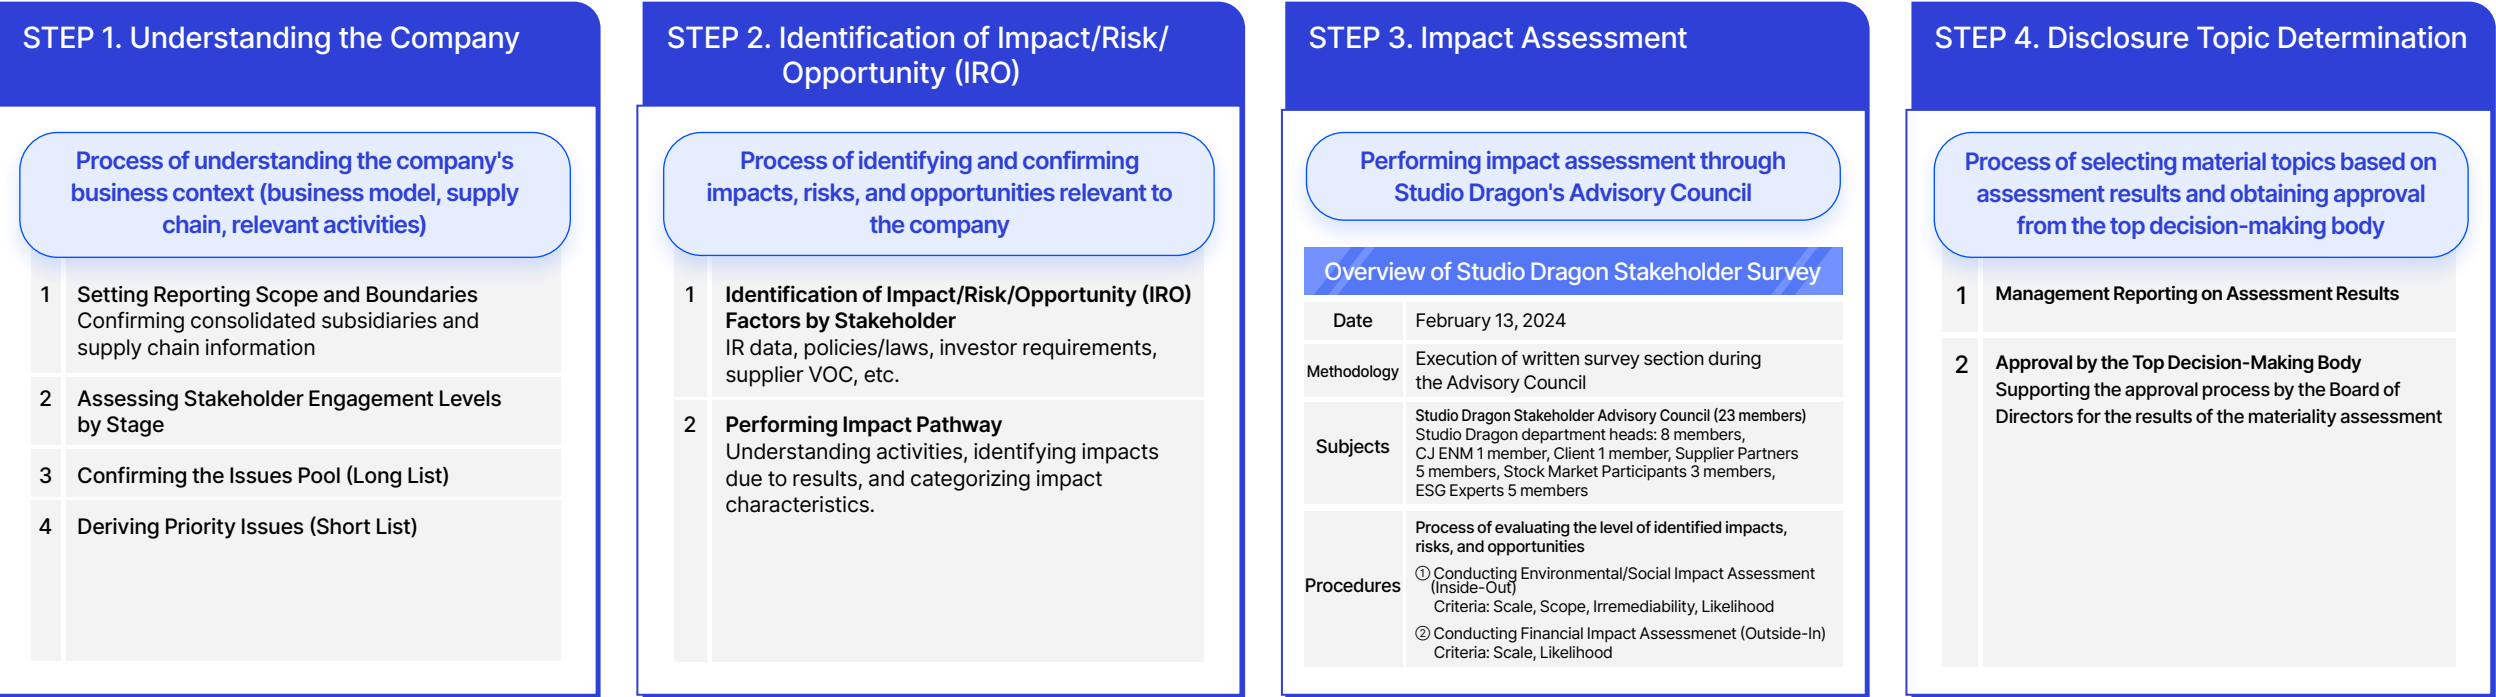 STEP 1. Understanding the Company
Process of understanding the company's
business context (business model, supply
chain, relevant activities)
1 Setting Reporting Scope and Boundaries
Confirming consolidated subsidiaries and
supply chain information
2 Assessing Stakeholder Engagement Levels
by Stage
3 Confirming the Issues Pool (Long List)
4 Deriving Priority Issues (Short List)
STEP 2. Identification of Impact/Risk/
Opportunity (IRO)
Process of identifying and confirming
impacts, risks, and opportunities relevant to
the company
1 Identification of Impact/Risk/Opportunity (IRO)
Factors by Stakeholder
IR data, policies/laws, investor requirements,
supplier VOC, etc.
2 Performing Impact Pathway
Understanding activities, identifying impacts
due to results, and categorizing impact
characteristics.
STEP 3. Impact Assessment
Performing impact assessment through
Studio Dragon's Advisory Council
Overview of Studio Dragon Stakeholder Survey
Date February 13, 2024
Methodology Execution of written survey section during
the Advisory Council
Subjects Studio Dragon Stakeholder Advisory Council (23 members)
Studio Dragon department heads: 8 members,
CJ ENM 1 member, Client 1 member, Supplier Partners
5 members, Stock Market Participants 3 members,
ESG Experts 5 members
Procedures Process of evaluating the level of identified impacts,
risks, and opportunities
① Conducting Environmental/Social Impact Assessment
(Inside-Out)
Criteria: Scale, Scope, Irremediability, Likelihood
② Conducting Financial Impact Assessmenet (Outside-In)
Criteria: Scale, Likelihood
STEP 4. Disclosure Topic Determination
Process of selecting material topics based on
assessment results and obtaining approval
from the top decision-making body
1 Management Reporting on Assessment Results
2 Approval by the Top Decision-Making Body
Supporting the approval process by the Board of
Directors for the results of the materiality assessment